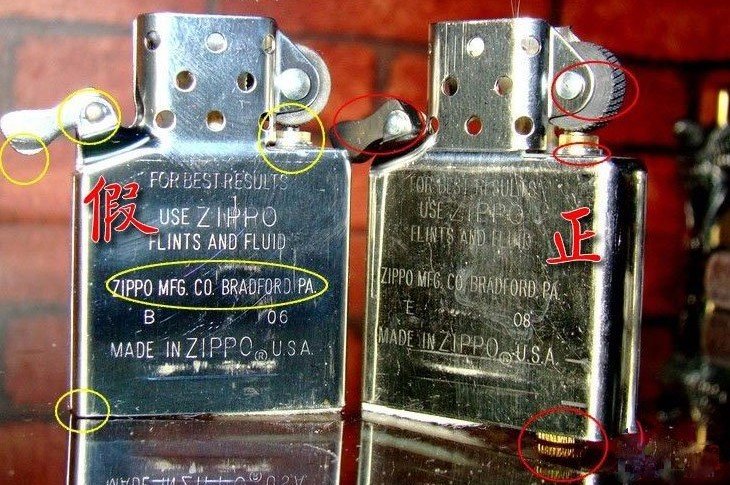 假
FOR BEST RESULTS
USE ZIPPO
FLINTS AND FLUID
ZIPPO MFG. CO. BRADFORD. PA.
B 06
MADE IN ZIPPO® U.S.A.
正
FOR BEST RESULTS
USE ZIPPO
FLINTS AND FLUID
ZIPPO MFG. CO. BRADFORD, PA.
E 08
MADE IN ZIPPO® U.S.A.